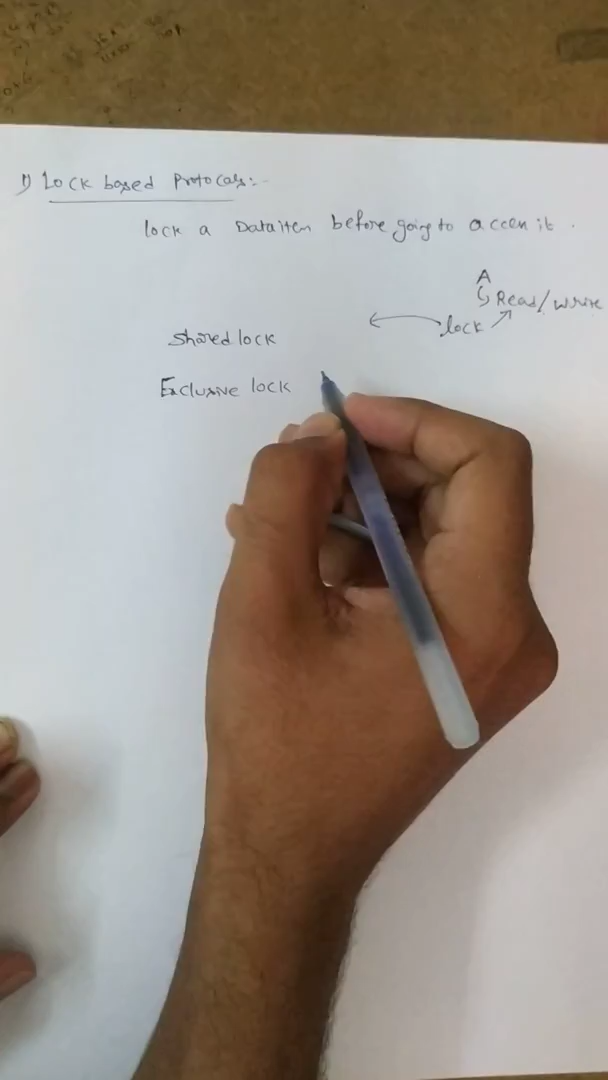 1) Lock based Protocals:-
lock a Dataitem before going to accen it .
A
Read/write
lock
Shared lock
Exclusive lock